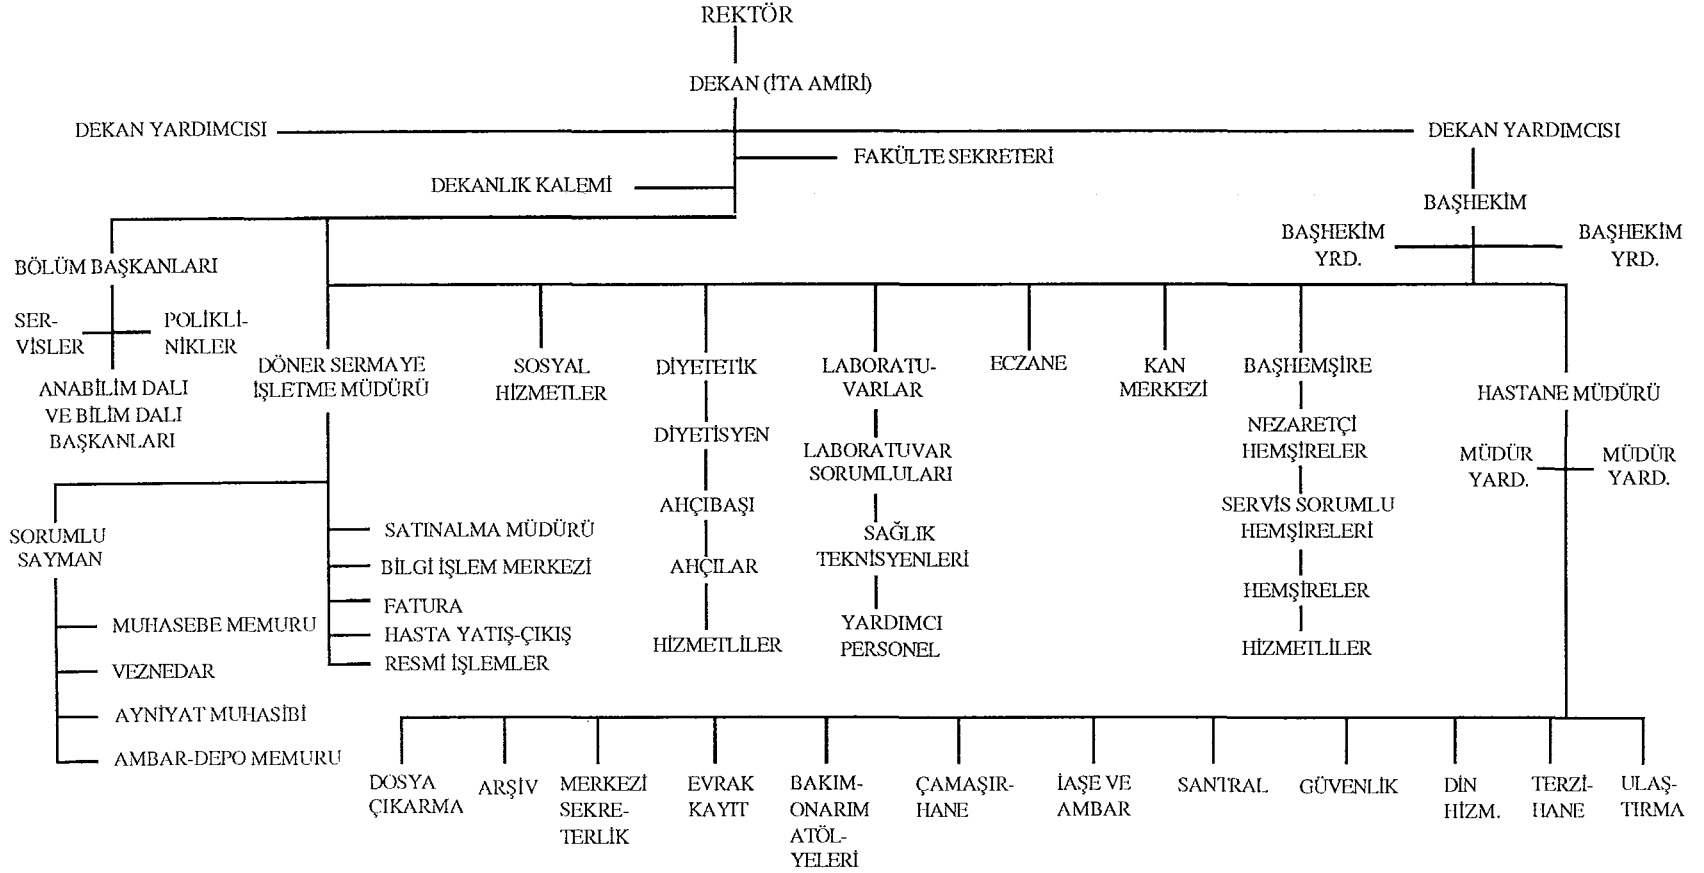 REKTÖR
DEKAN (İTA AMİRİ)
DEKAN YARDIMCISI
DEKAN YARDIMCISI
FAKÜLTE SEKRETERİ
DEKANLIK KALEMİ
BAŞHEKİM
BAŞHEKİM
YRD.
BAŞHEKİM
YRD.
BÖLÜM BAŞKANLARI
SER-
VİSLER
POLİKLİ-
NİKLER
ANABİLİM DALI
VE BİLİM DALI
BAŞKANLARI
DÖNER SERMAYE
İŞLETME MÜDÜRÜ
SOSYAL
HİZMETLER
DİYETETİK
DİYETİSYEN
AHÇIBAŞI
AHÇILAR
HİZMETLİLER
LABORATU-
VARLAR
LABORATUVAR
SORUMLULARI
SAĞLIK
TEKNİSYENLERİ
YARDIMCI
PERSONEL
ECZANE
KAN
MERKEZİ
BAŞHEMŞİRE
NEZARETÇİ
HEMŞİRELER
SERVİS SORUMLU
HEMŞİRELERİ
HEMŞİRELER
HİZMETLİLER
HASTANE MÜDÜRÜ
MÜDÜR
YARD.
MÜDÜR
YARD.
SORUMLU
SAYMAN
MUHASEBE MEMURU
VEZNEDAR
AYNİYAT MUHASİBİ
AMBAR-DEPO MEMURU
SATINALMA MÜDÜRÜ
BİLGİ İŞLEM MERKEZİ
FATURA
HASTA YATIŞ-ÇIKIŞ
RESMİ İŞLEMLER
DOSYA
ÇIKARMA
ARŞİV
MERKEZİ
SEKRE-
TERLİK
EVRAK
KAYIT
BAKIM-
ONARIM
ATÖL-
YELERİ
ÇAMAŞIR-
HANE
İAŞE VE
AMBAR
SANTRAL
GÜVENLİK
DİN
HİZM.
TERZİ-
HANE
ULAŞ-
TIRMA